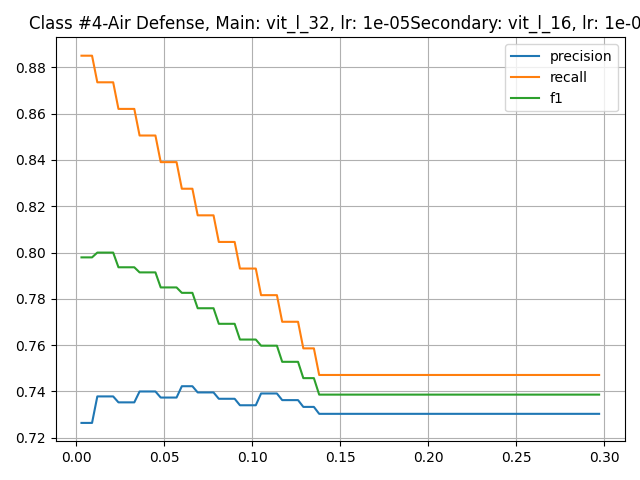 Class #4-Air Defense, Main: vit_l_32, lr: 1e-05Secondary: vit_l_16, lr: 1e-0
precision
recall
f1
0.88
0.86
0.84
0.82
0.80
0.78
0.76
0.74
0.72
0.00 0.05 0.10 0.15 0.20 0.25 0.30